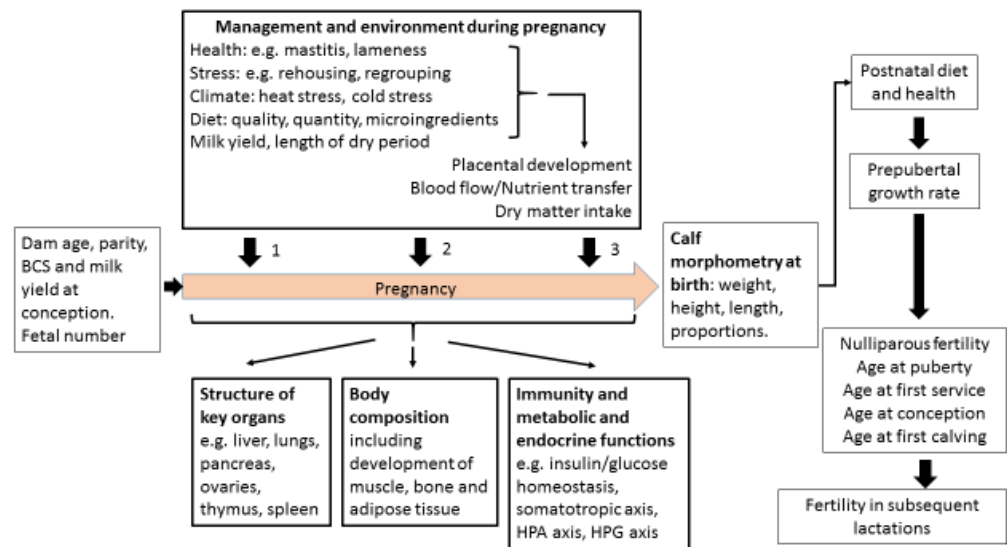 Management and environment during pregnancy
Health: e.g. mastitis, lameness
Stress: e.g. rehousing, regrouping
Climate: heat stress, cold stress
Diet: quality, quantity, microingredients
Milk yield, length of dry period
Placental development
Blood flow/Nutrient transfer
Dry matter intake
1
2
3
Dam age, parity,
BCS and milk
yield at
conception.
Fetal number
Pregnancy
Calf
morphometry at
birth: weight,
height, length,
proportions.
Structure of
key organs
e.g. liver, lungs,
pancreas,
ovaries,
thymus, spleen
Body
composition
including
development of
muscle, bone and
adipose tissue
Immunity and
metabolic and
endocrine functions
e.g. insulin/glucose
homeostasis,
somatotropic axis,
HPA axis, HPG axis
Postnatal diet
and health
Prepubertal
growth rate
Nulliparous fertility
Age at puberty
Age at first service
Age at conception
Age at first calving
Fertility in subsequent
lactations